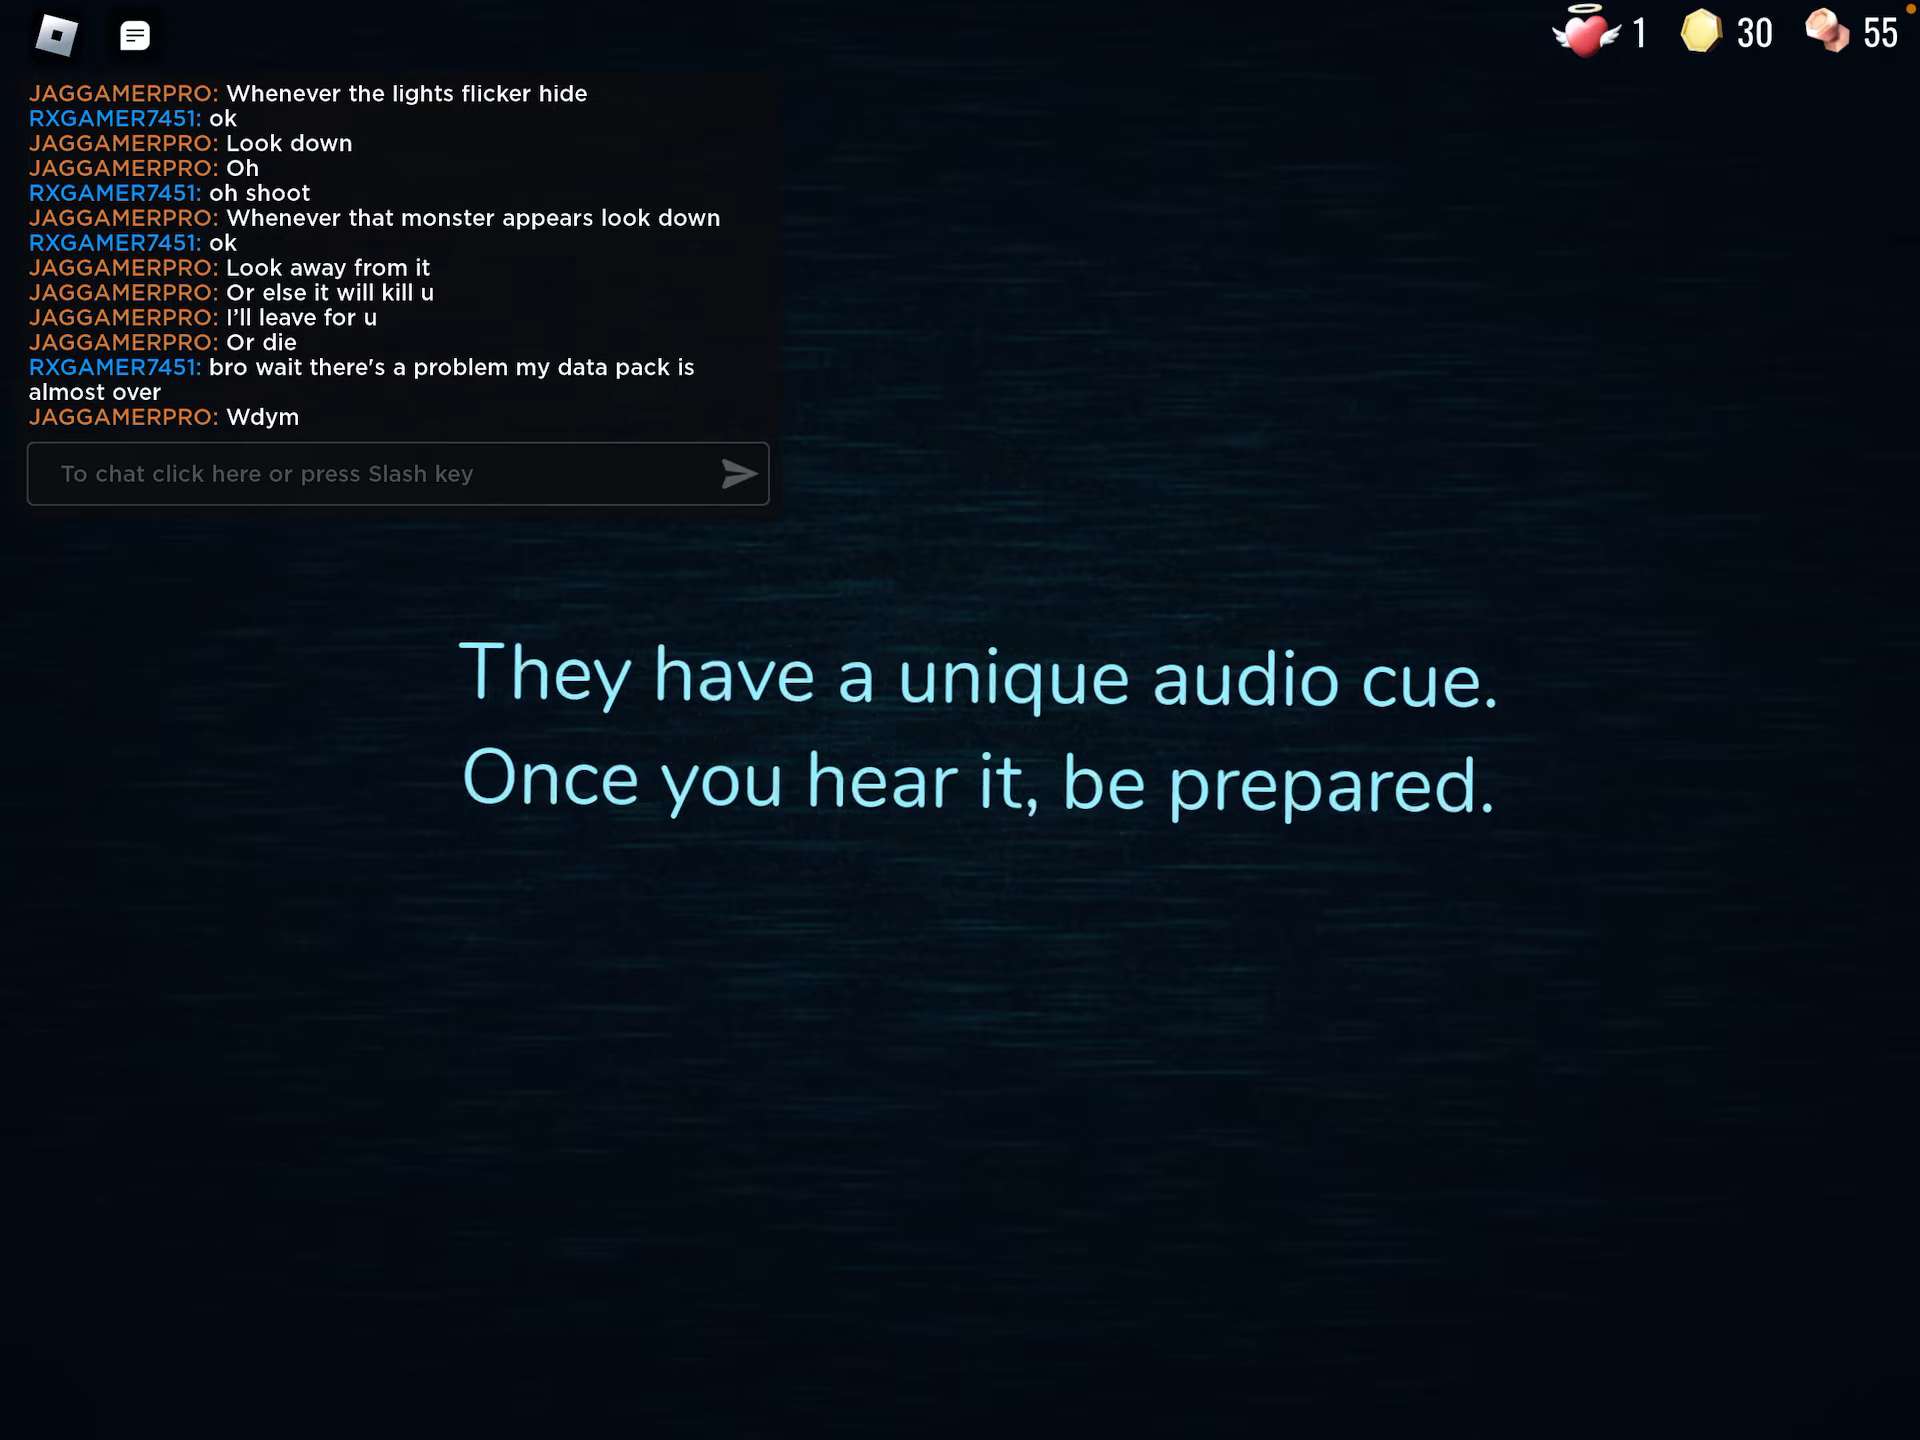 1
30
55
JAGGAMERPRO: Whenever the lights flicker hide
RXGAMER7451: ok
JAGGAMERPRO: Look down
JAGGAMERPRO: Oh
RXGAMER7451: oh shoot
JAGGAMERPRO: Whenever that monster appears look down
RXGAMER7451: ok
JAGGAMERPRO: Look away from it
JAGGAMERPRO: Or else it will kill u
JAGGAMERPRO: I’ll leave for u
JAGGAMERPRO: Or die
RXGAMER7451: bro wait there's a problem my data pack is
almost over
JAGGAMERPRO: Wdym
To chat click here or press Slash key
They have a unique audio cue.
Once you hear it, be prepared.